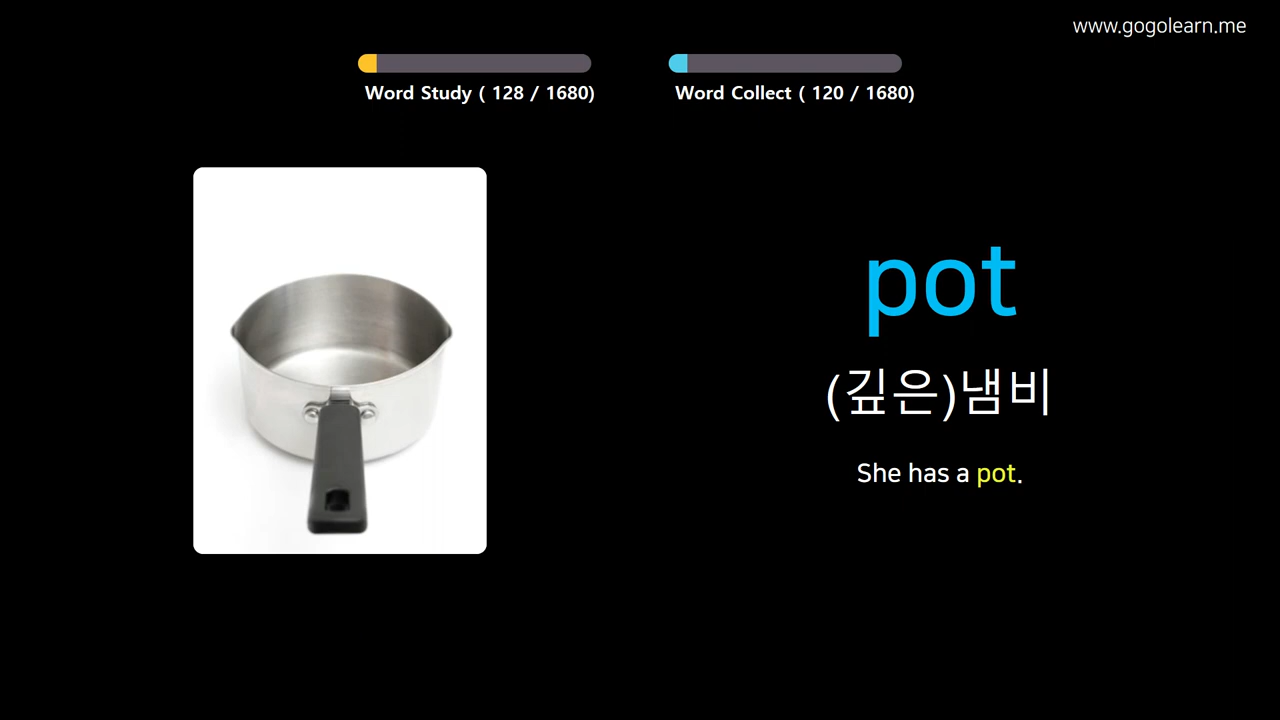 www.gogolearn.me
Word Study ( 128 / 1680)
Word Collect ( 120 / 1680)
pot
(깊은)냄비
She has a pot.